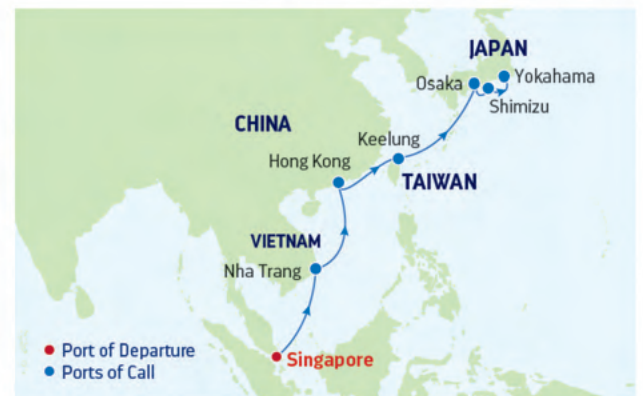 JAPAN
Yokahama
Osaka
Shimizu
CHINA
Keelung
Hong Kong
TAIWAN
VIETNAM
Nha Trang
Port of Departure
Singapore
Ports of Call